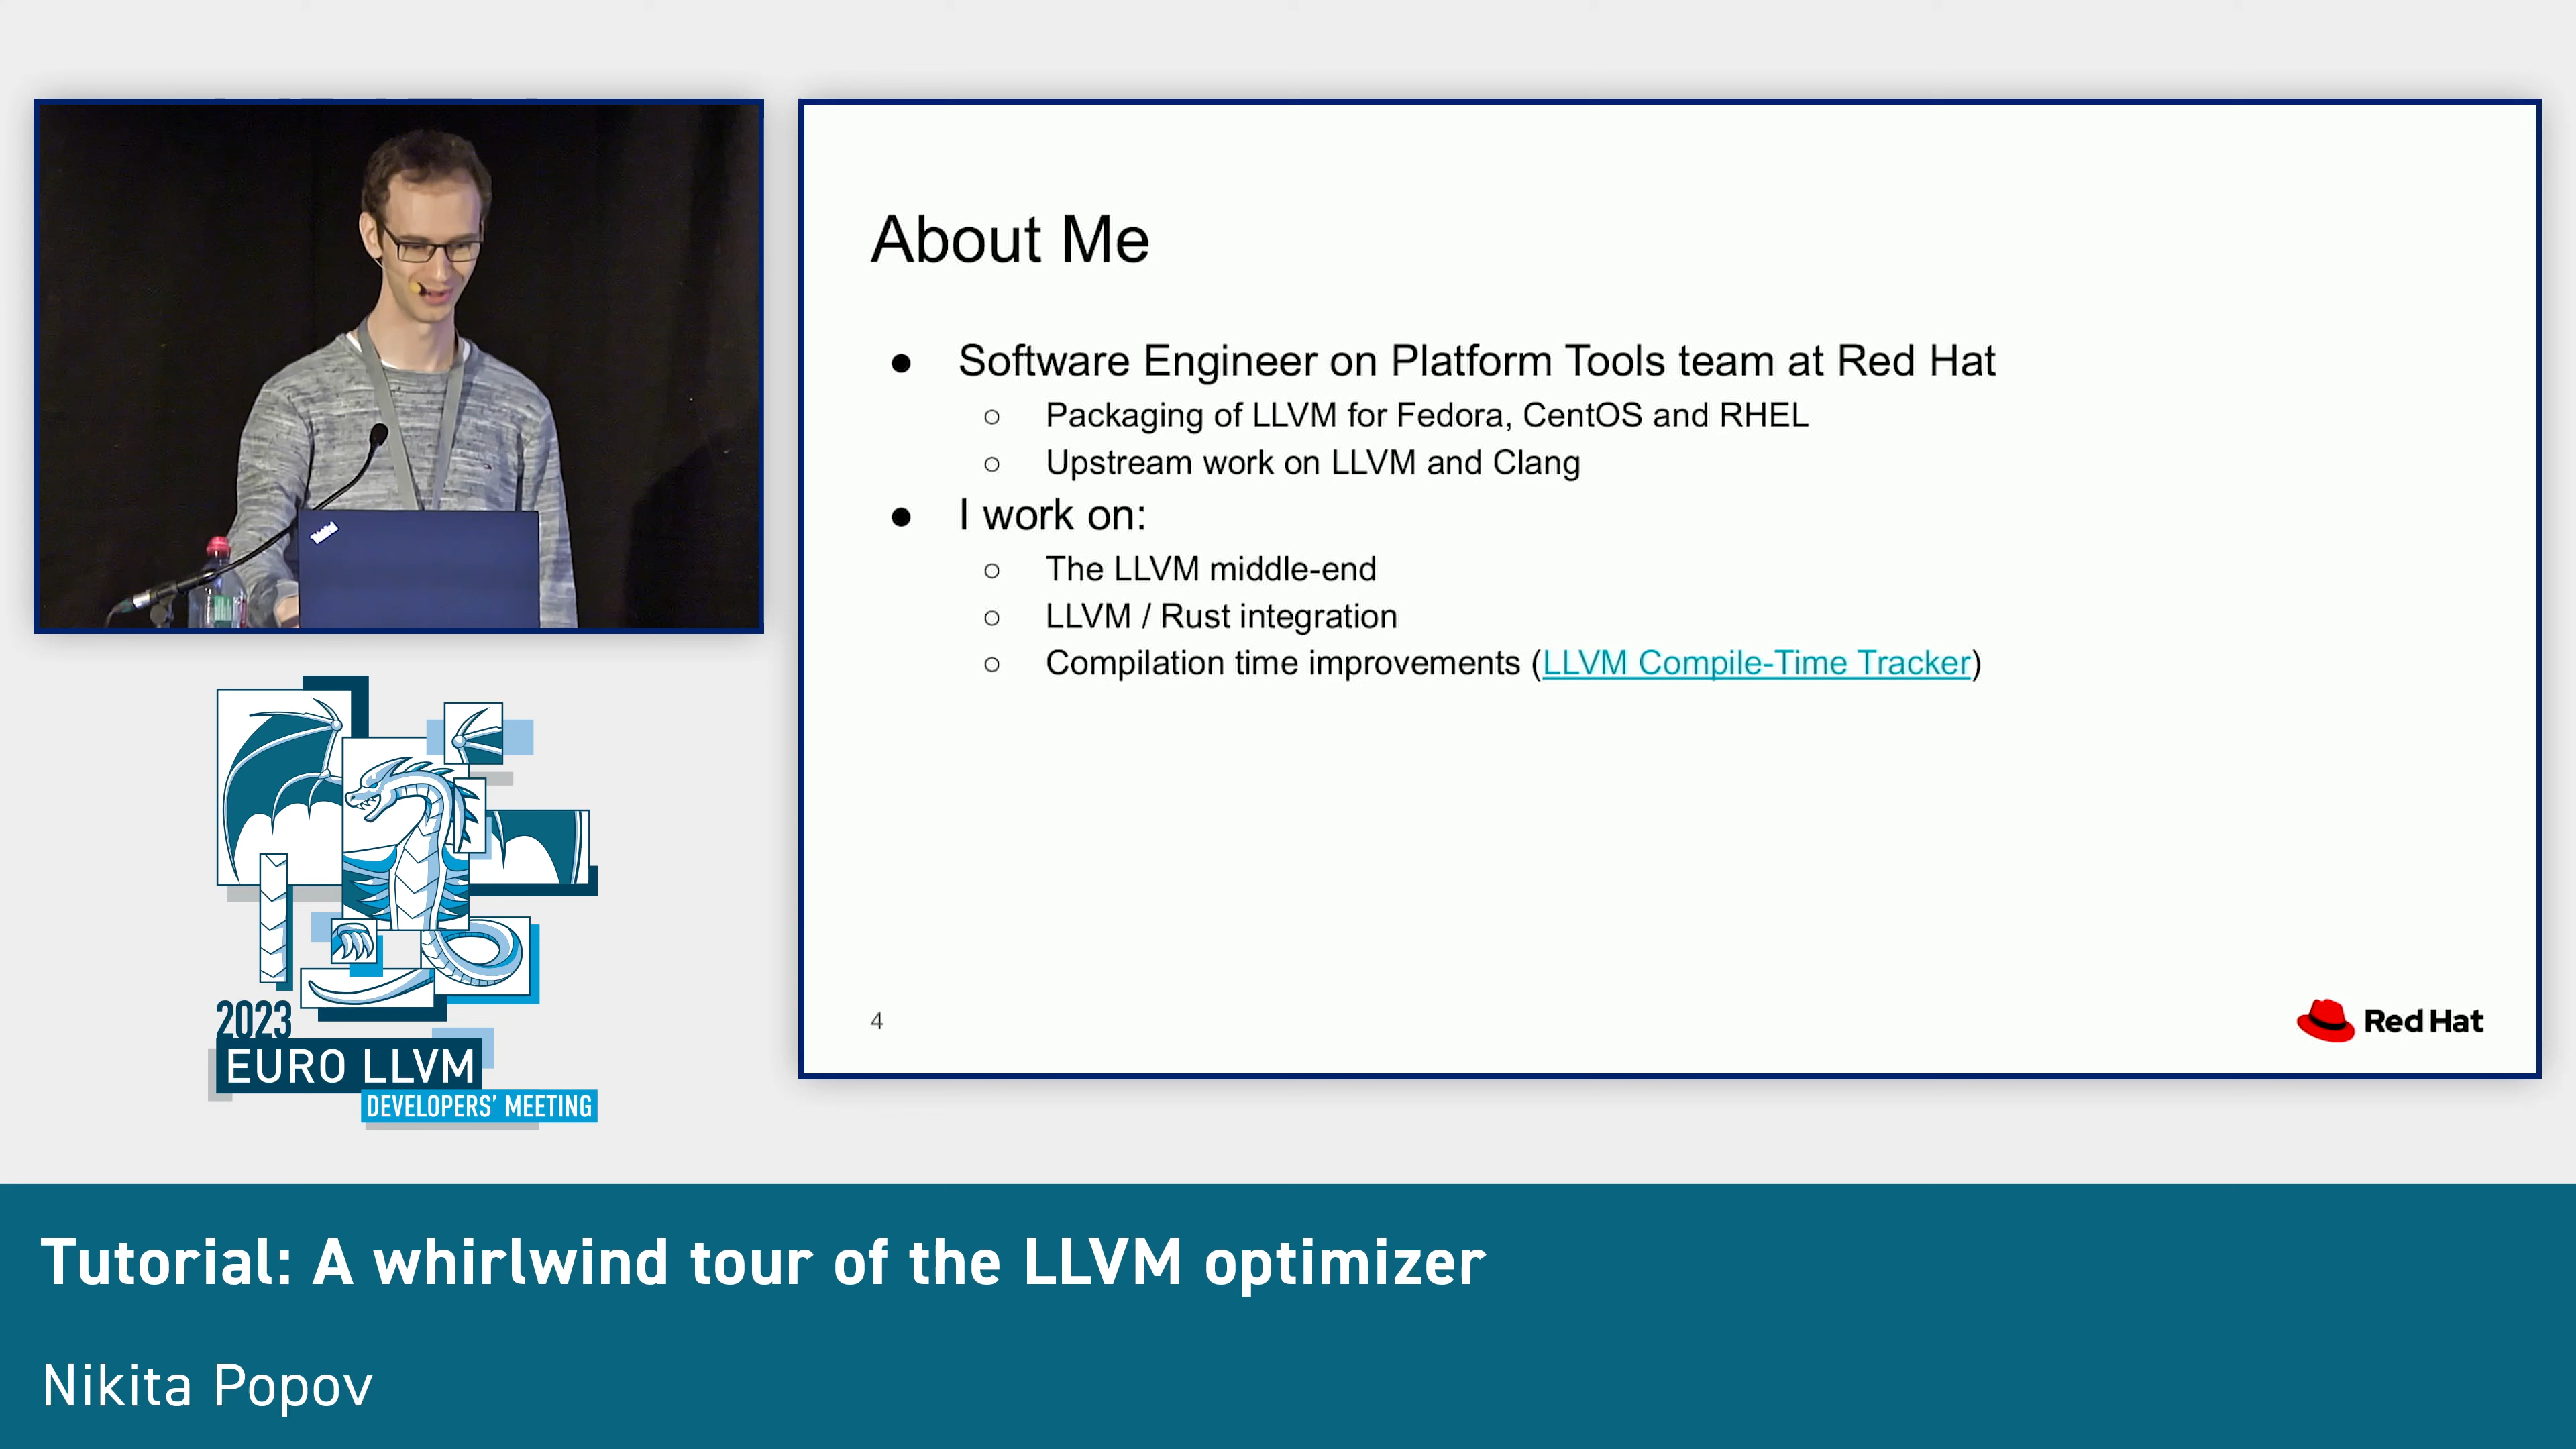 About Me
● Software Engineer on Platform Tools team at Red Hat
○ Packaging of LLVM for Fedora, CentOS and RHEL
○ Upstream work on LLVM and Clang
● I work on:
○ The LLVM middle-end
○ LLVM / Rust integration
○ Compilation time improvements (LLVM Compile-Time Tracker)
4
Red Hat
ThinkPad
2023
EURO LLVM
DEVELOPERS’ MEETING
Tutorial: A whirlwind tour of the LLVM optimizer
Nikita Popov